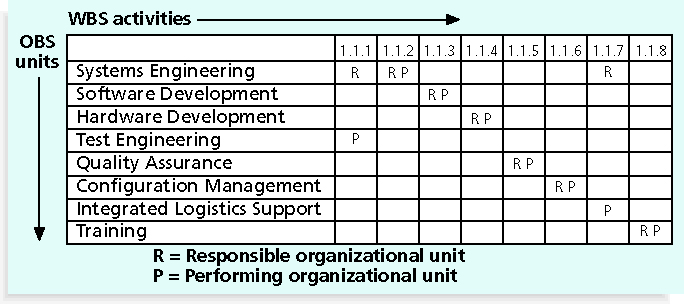 WBS activities
OBS units
1.1.1 1.1.2 1.1.3 1.1.4 1.1.5 1.1.6 1.1.7 1.1.8
Systems Engineering R R P R
Software Development R P
Hardware Development R P
Test Engineering P
Quality Assurance R P
Configuration Management R P
Integrated Logistics Support P
Training R P
R = Responsible organizational unit
P = Performing organizational unit